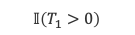 𝕀(T₁ > 0)